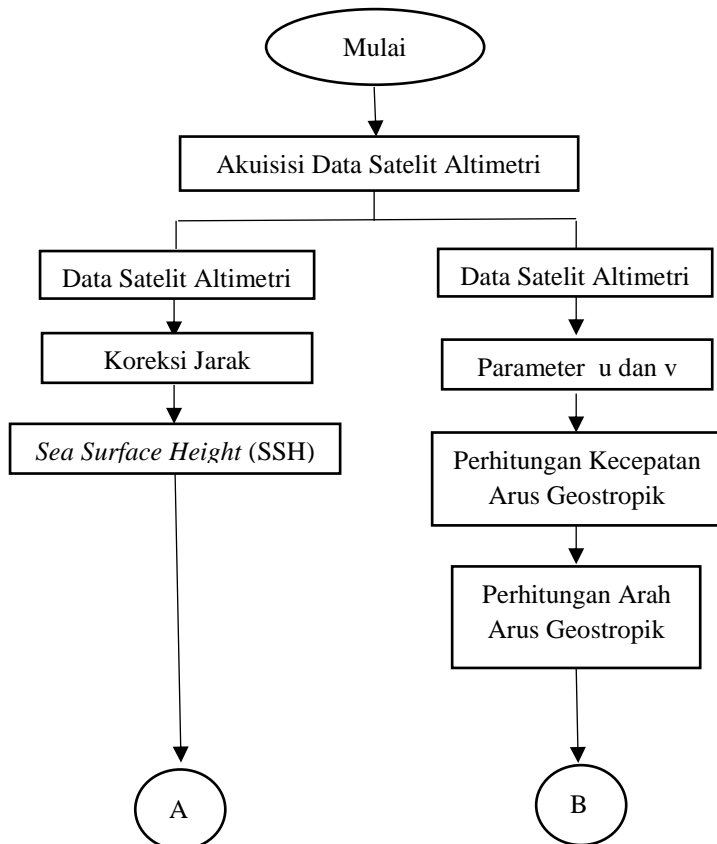 Mulai
Akuisisi Data Satelit Altimetri
Data Satelit Altimetri
Koreksi Jarak
Sea Surface Height (SSH)
A
Data Satelit Altimetri
Parameter u dan v
Perhitungan Kecepatan
Arus Geostropik
Perhitungan Arah
Arus Geostropik
B